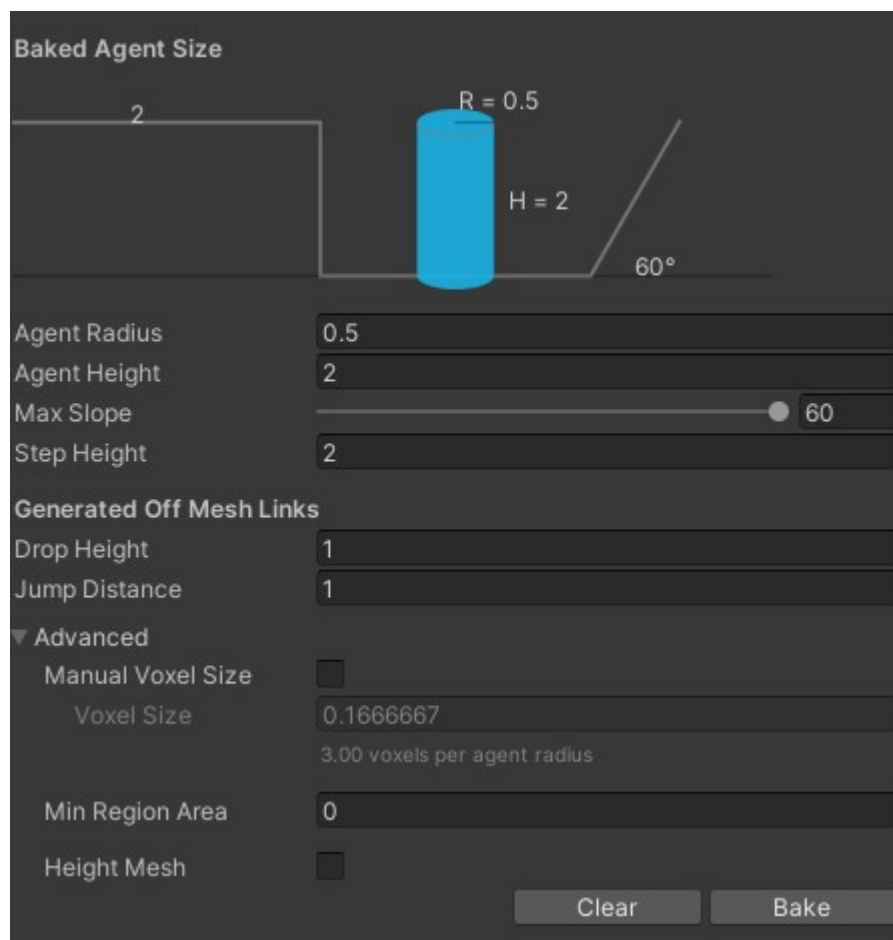 Baked Agent Size
2
R = 0.5
H = 2
60°
Agent Radius 0.5
Agent Height 2
Max Slope 60
Step Height 2
Generated Off Mesh Links
Drop Height 1
Jump Distance 1
Advanced
Manual Voxel Size
Voxel Size 0.1666667
3.00 voxels per agent radius
Min Region Area 0
Height Mesh
Clear Bake